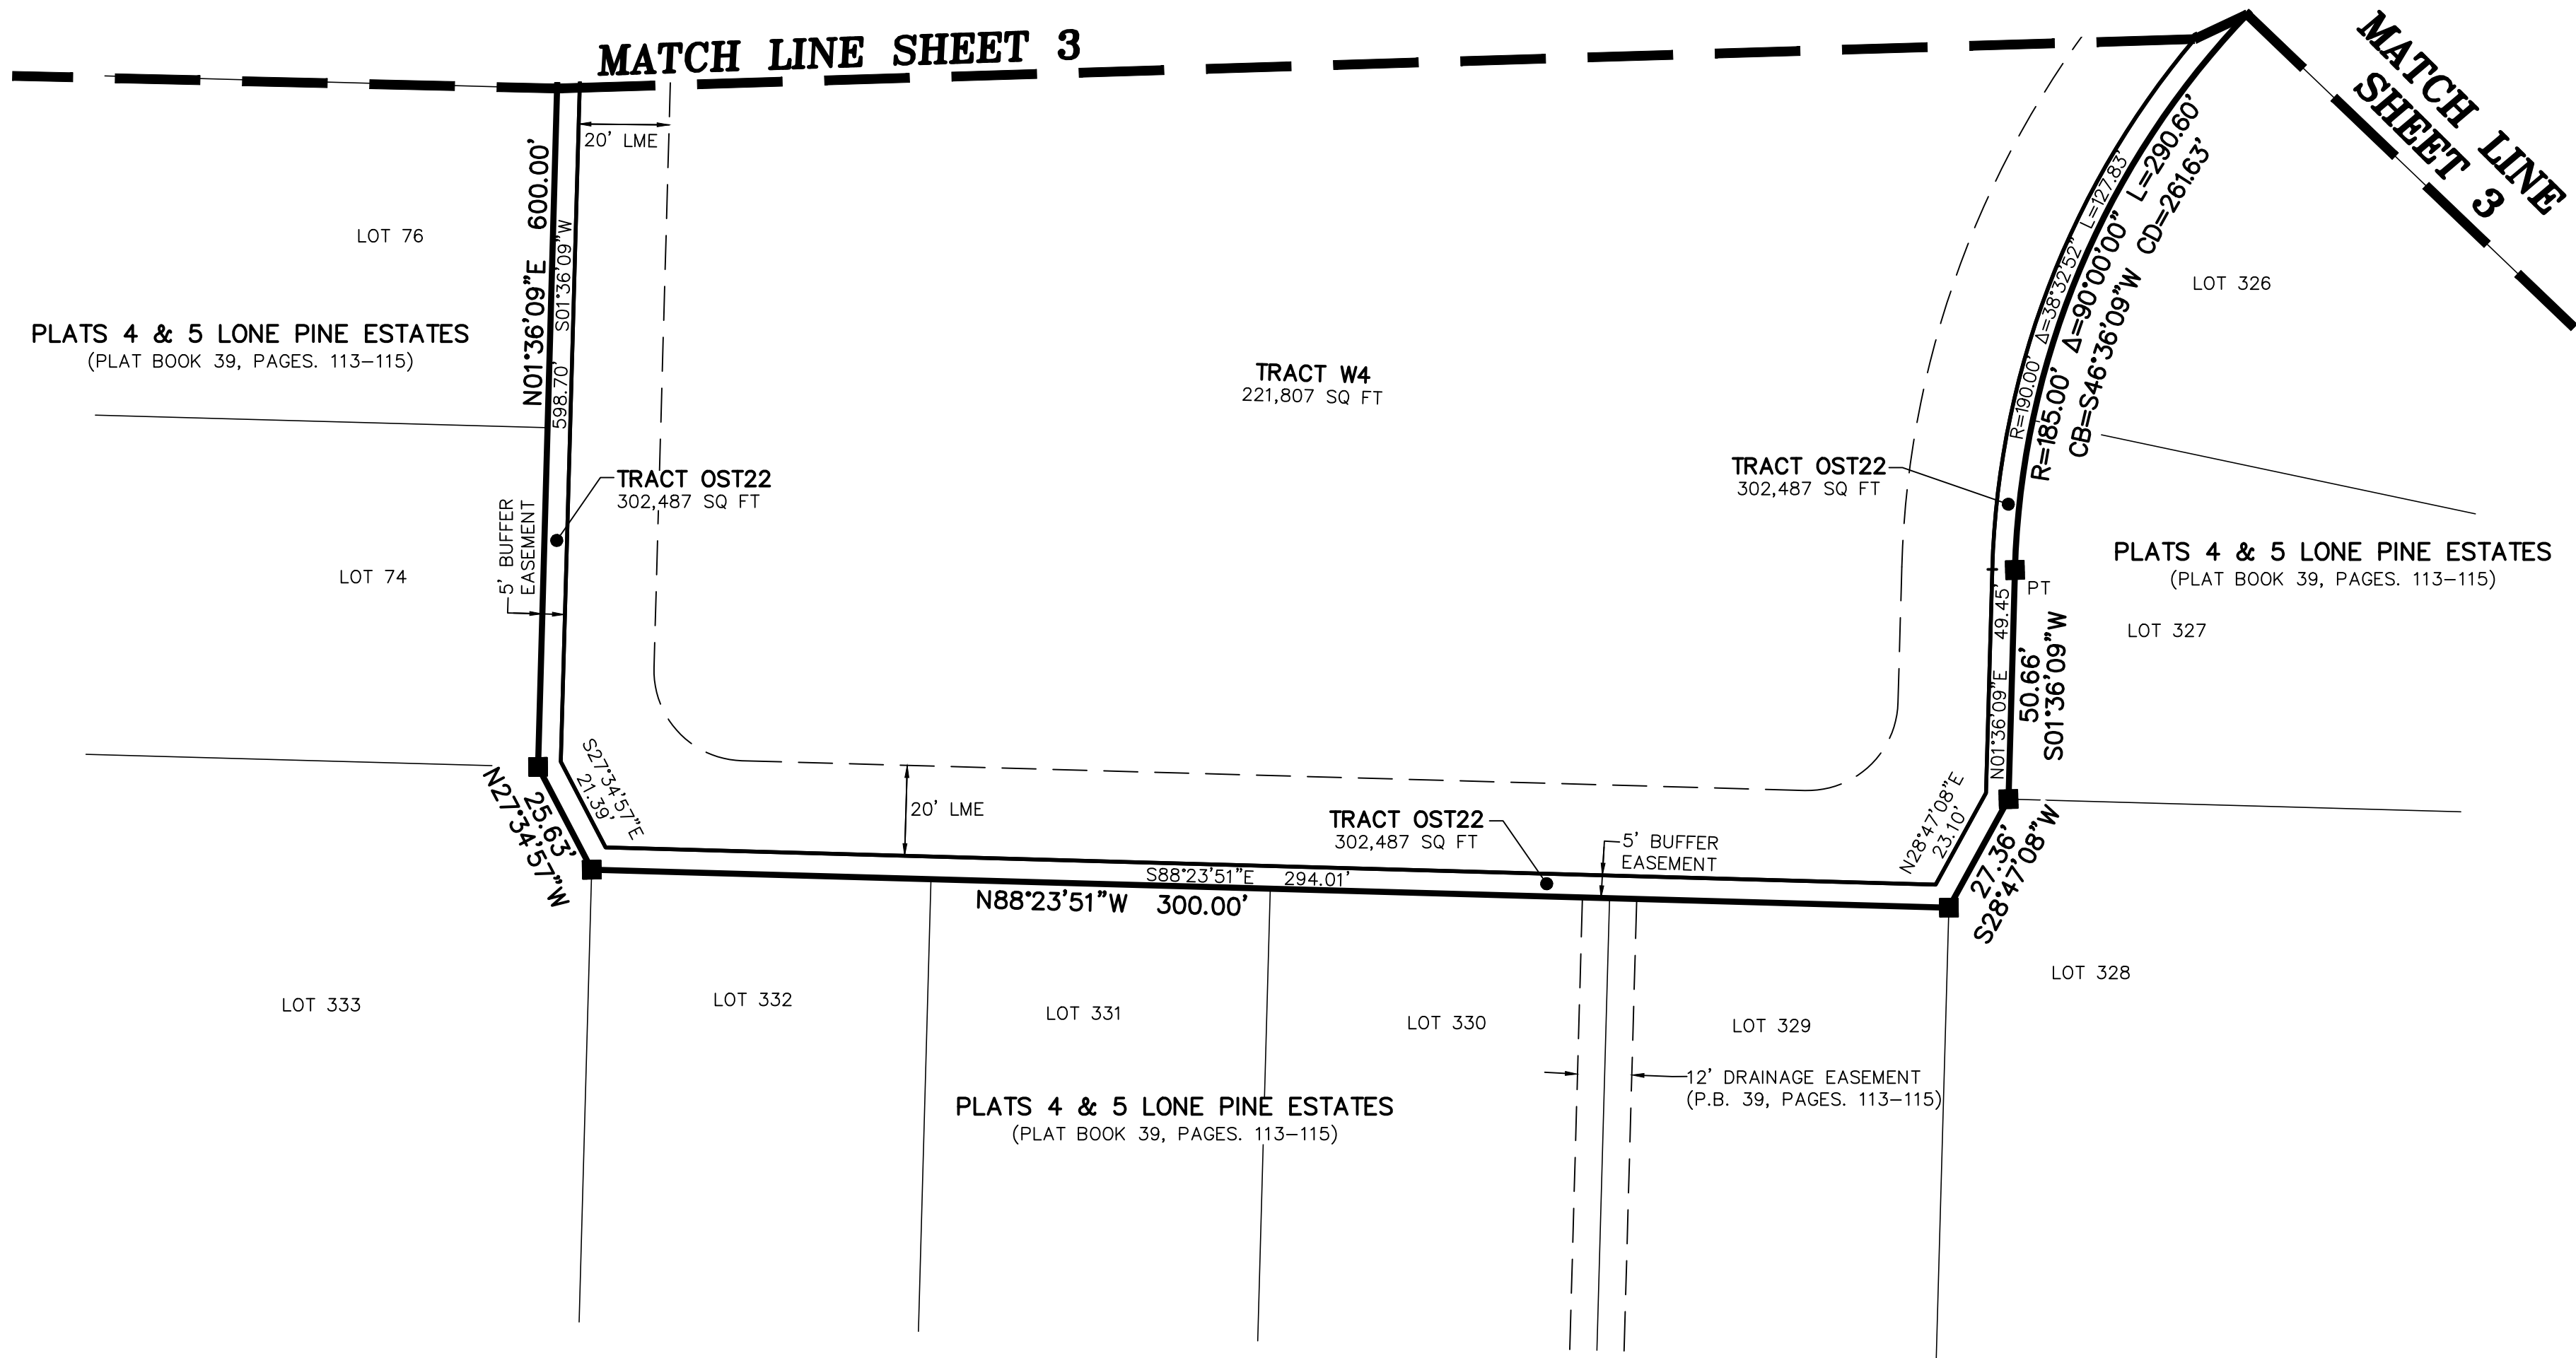 MATCH LINE SHEET 3
MATCH LINE
SHEET 3
20' LME
N01°36'09"E 600.00'
598.70' S01°36'09"W
LOT 76
PLATS 4 & 5 LONE PINE ESTATES
(PLAT BOOK 39, PAGES. 113-115)
TRACT W4
221,807 SQ FT
R=190.00' Δ=38°32'52" L=127.83'
R=185.00' Δ=90°00'00" L=290.60'
CB=S46°36'09"W CD=261.63'
LOT 326
TRACT OST22
302,487 SQ FT
TRACT OST22
302,487 SQ FT
5' BUFFER
EASEMENT
LOT 74
PLATS 4 & 5 LONE PINE ESTATES
(PLAT BOOK 39, PAGES. 113-115)
PT
LOT 327
N01°36'09"E 49.45'
50.66'
S01°36'09"W
S27°34'57"E
21.39'
25.63'
N27°34'57"W
20' LME
TRACT OST22
302,487 SQ FT
5' BUFFER
EASEMENT
N28°47'08"E
23.10'
27.36'
S28°47'08"W
S88°23'51"E 294.01'
N88°23'51"W 300.00'
LOT 328
LOT 333
LOT 332
LOT 331
LOT 330
LOT 329
12' DRAINAGE EASEMENT
(P.B. 39, PAGES. 113-115)
PLATS 4 & 5 LONE PINE ESTATES
(PLAT BOOK 39, PAGES. 113-115)